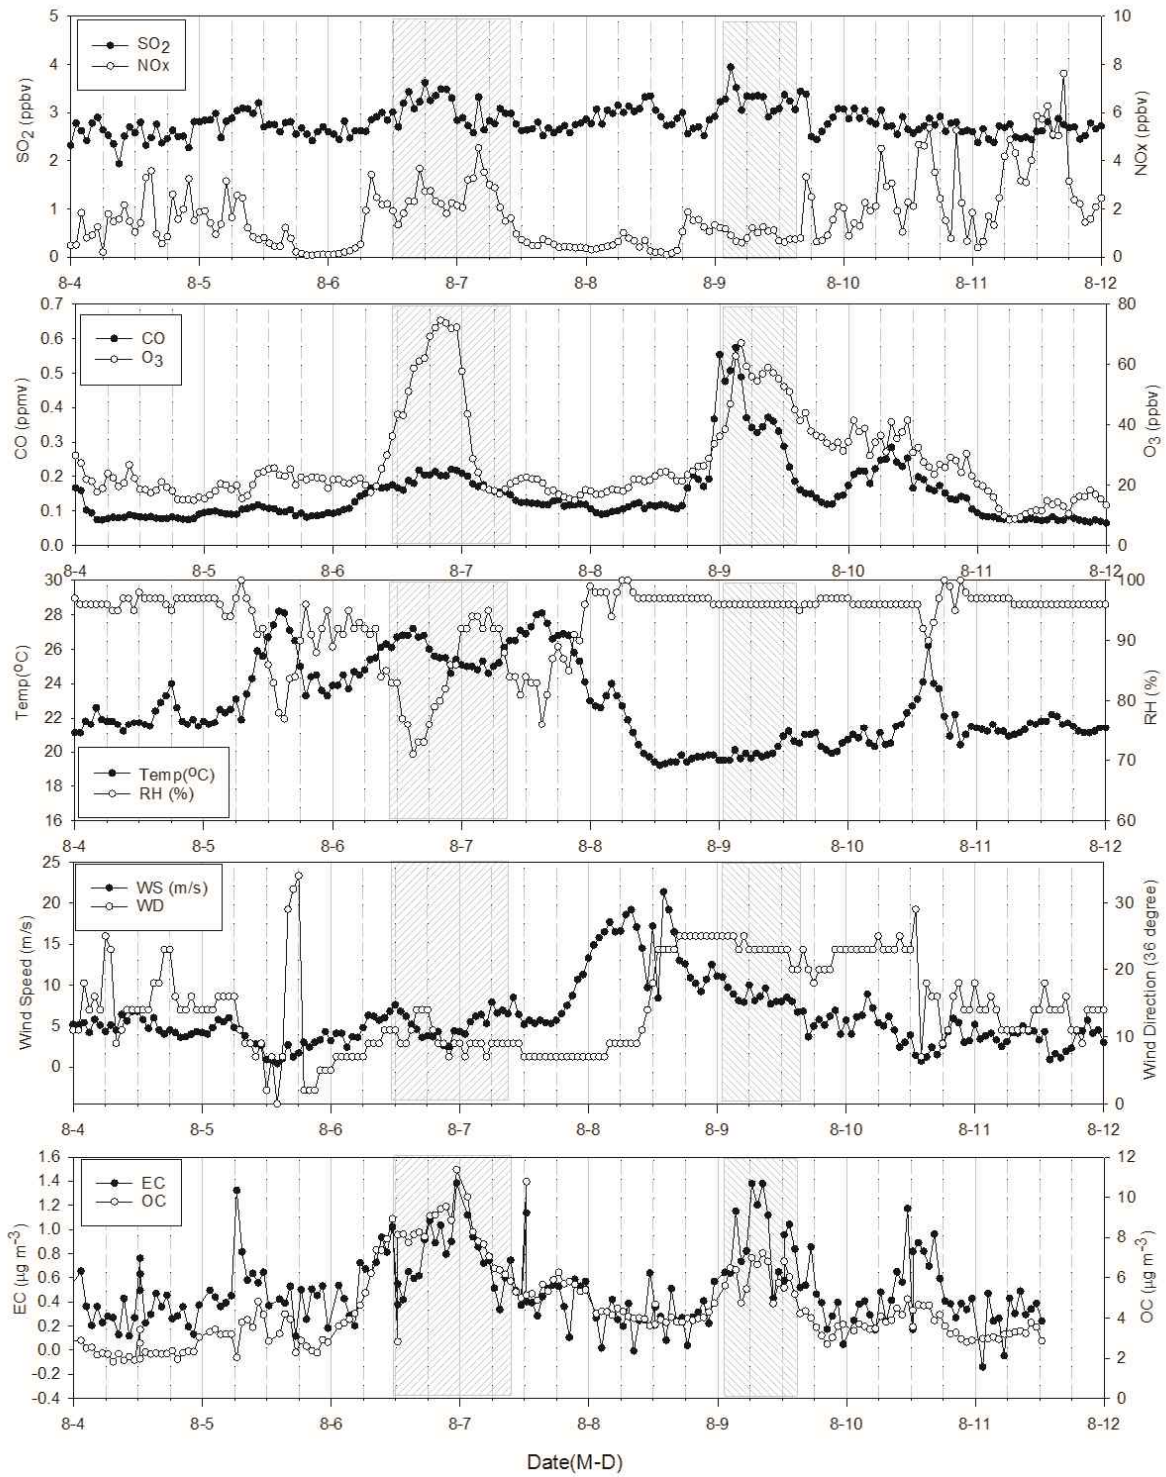 5 10
SO2
NOx
4 8
3 6
2 4
1 2
0 0
SO2 (ppbv)
NOx (ppbv)
8-4 8-5 8-6 8-7 8-8 8-9 8-10 8-11 8-12
0.7 80
CO
O3
0.6
60
0.5
0.4 40
0.3
0.2 20
0.1
0.0 0
CO (ppmv)
O3 (ppbv)
8-4 8-5 8-6 8-7 8-8 8-9 8-10 8-11 8-12
30 100
28
26 90
24
22 80
20
18 70
16 60
Temp(oC)
RH (%)
Temp(oC)
RH (%)
8-4 8-5 8-6 8-7 8-8 8-9 8-10 8-11 8-12
25
WS (m/s)
WD
20 30
15
10 20
5
0 10
0
Wind Speed (m/s)
Wind Direction (36 degree)
8-4 8-5 8-6 8-7 8-8 8-9 8-10 8-11 8-12
1.6 12
EC
OC
1.4
1.2 10
1.0
0.8 8
0.6 6
0.4
0.2 4
0.0
-0.2 2
-0.4 0
EC (μg m-3)
OC (μg m-3)
8-4 8-5 8-6 8-7 8-8 8-9 8-10 8-11 8-12
Date(M-D)